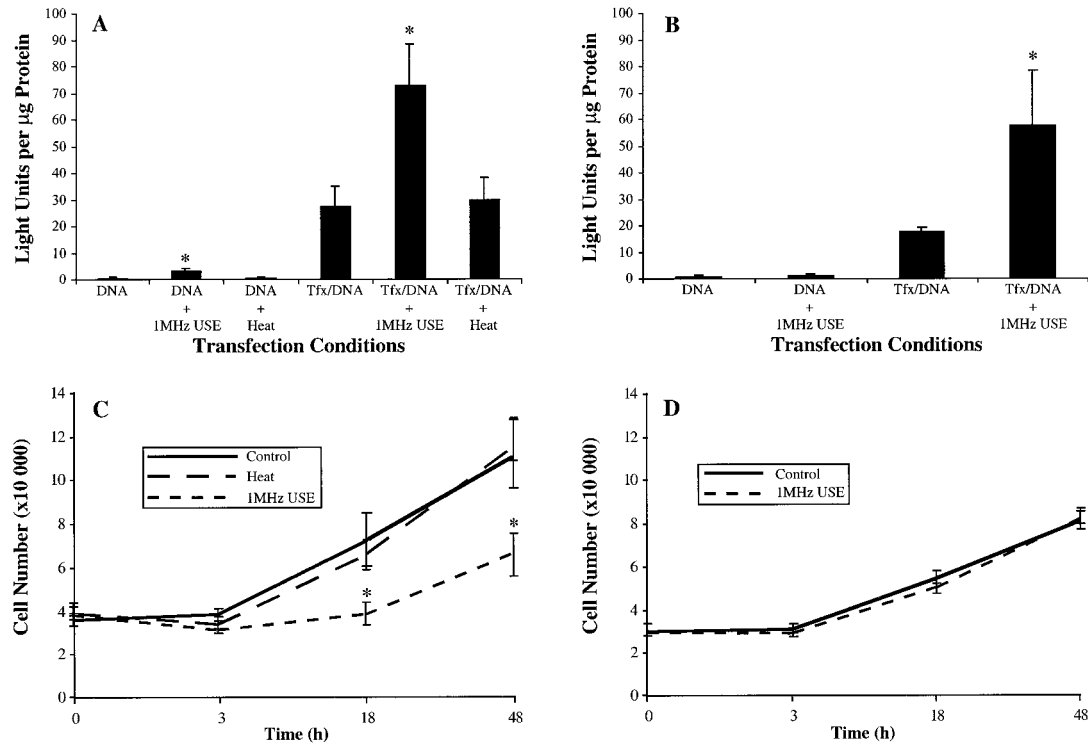 A
Light Units per µg Protein
100
90
80
70
60
50
40
30
20
10
0
*
*
DNA
DNA
+
1MHz USE
DNA
+
Heat
Tfx/DNA
Tfx/DNA
+
1MHz USE
Tfx/DNA
+
Heat
Transfection Conditions
B
Light Units per µg Protein
100
90
80
70
60
50
40
30
20
10
0
*
DNA
DNA
+
1MHz USE
Tfx/DNA
Tfx/DNA
+
1MHz USE
Transfection Conditions
C
Cell Number (x10 000)
14
12
10
8
6
4
2
0
Control
Heat
1MHz USE
*
*
0
3
18
48
Time (h)
D
Cell Number (x10 000)
14
12
10
8
6
4
2
0
Control
1MHz USE
0
3
18
48
Time (h)